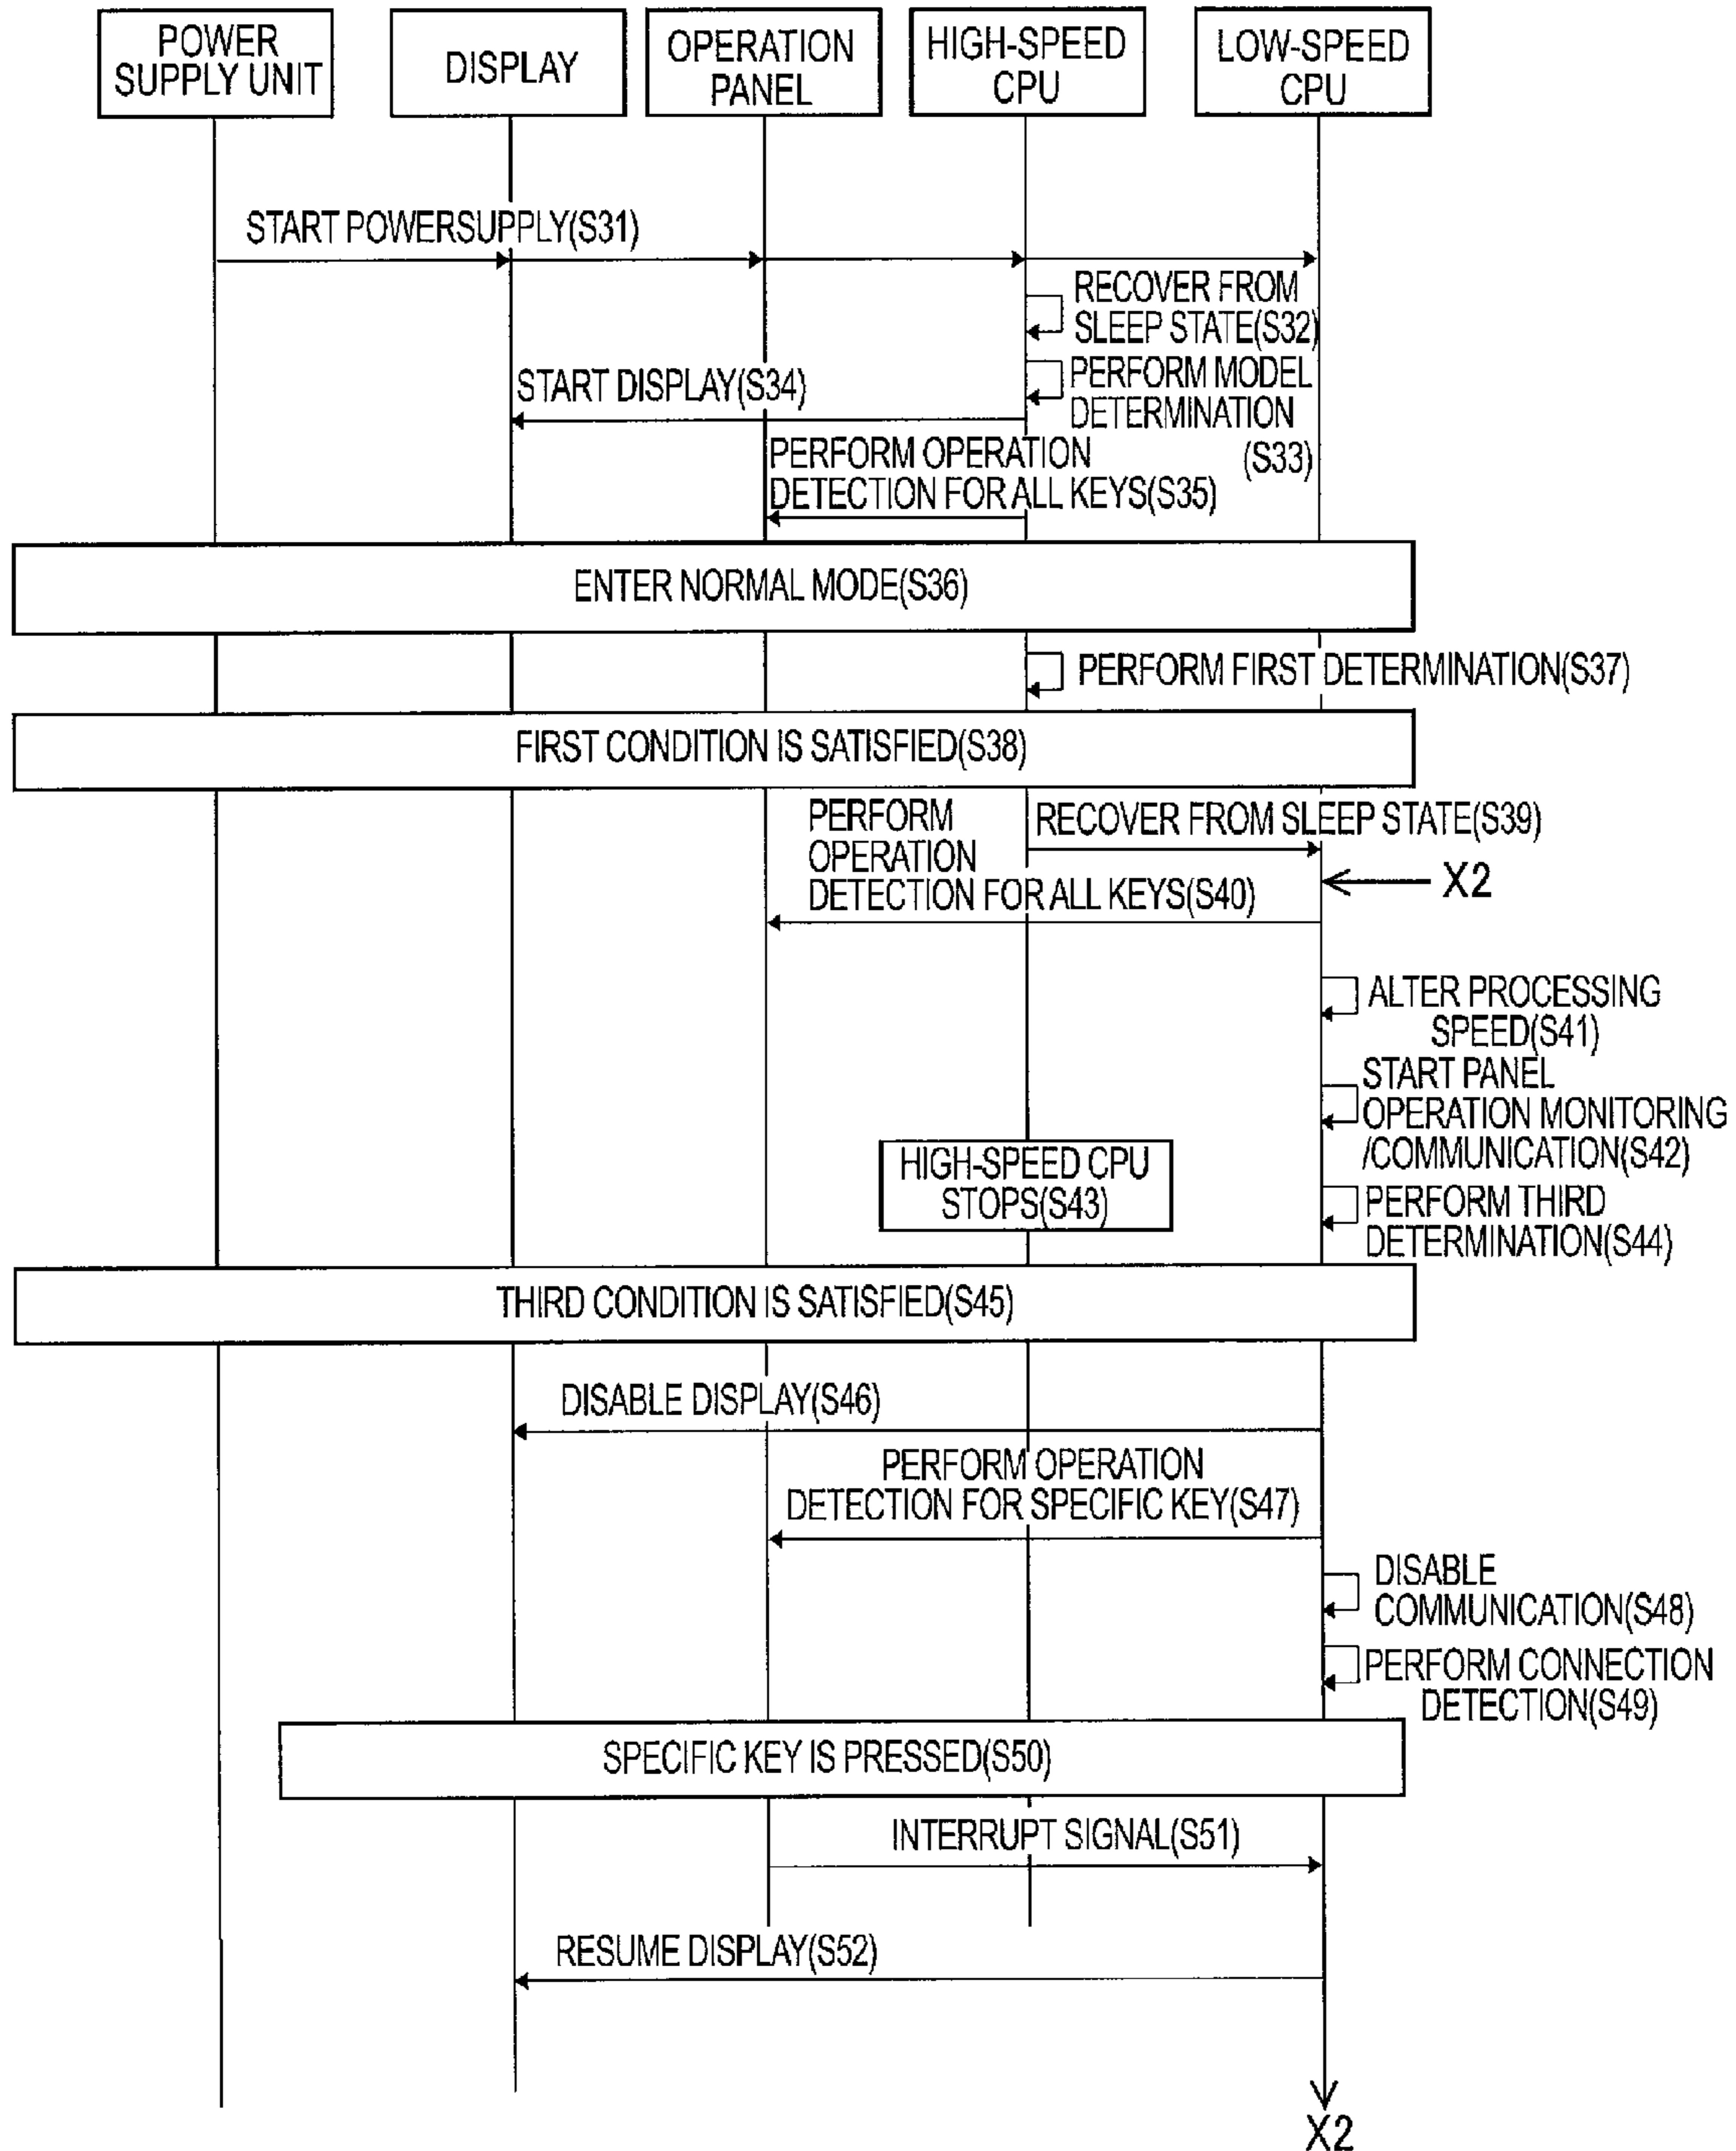 POWER
SUPPLY UNIT
DISPLAY
OPERATION
PANEL
HIGH-SPEED
CPU
LOW-SPEED
CPU
START POWERSUPPLY(S31)
RECOVER FROM
SLEEP STATE(S32)
PERFORM MODEL
DETERMINATION
(S33)
START DISPLAY(S34)
PERFORM OPERATION
DETECTION FOR ALL KEYS(S35)
ENTER NORMAL MODE(S36)
PERFORM FIRST DETERMINATION(S37)
FIRST CONDITION IS SATISFIED(S38)
RECOVER FROM SLEEP STATE(S39)
X2
PERFORM
OPERATION
DETECTION FOR ALL KEYS(S40)
ALTER PROCESSING
SPEED(S41)
START PANEL
OPERATION MONITORING
/COMMUNICATION(S42)
HIGH-SPEED CPU
STOPS(S43)
PERFORM THIRD
DETERMINATION(S44)
THIRD CONDITION IS SATISFIED(S45)
DISABLE DISPLAY(S46)
PERFORM OPERATION
DETECTION FOR SPECIFIC KEY(S47)
DISABLE
COMMUNICATION(S48)
PERFORM CONNECTION
DETECTION(S49)
SPECIFIC KEY IS PRESSED(S50)
INTERRUPT SIGNAL(S51)
RESUME DISPLAY(S52)
X2